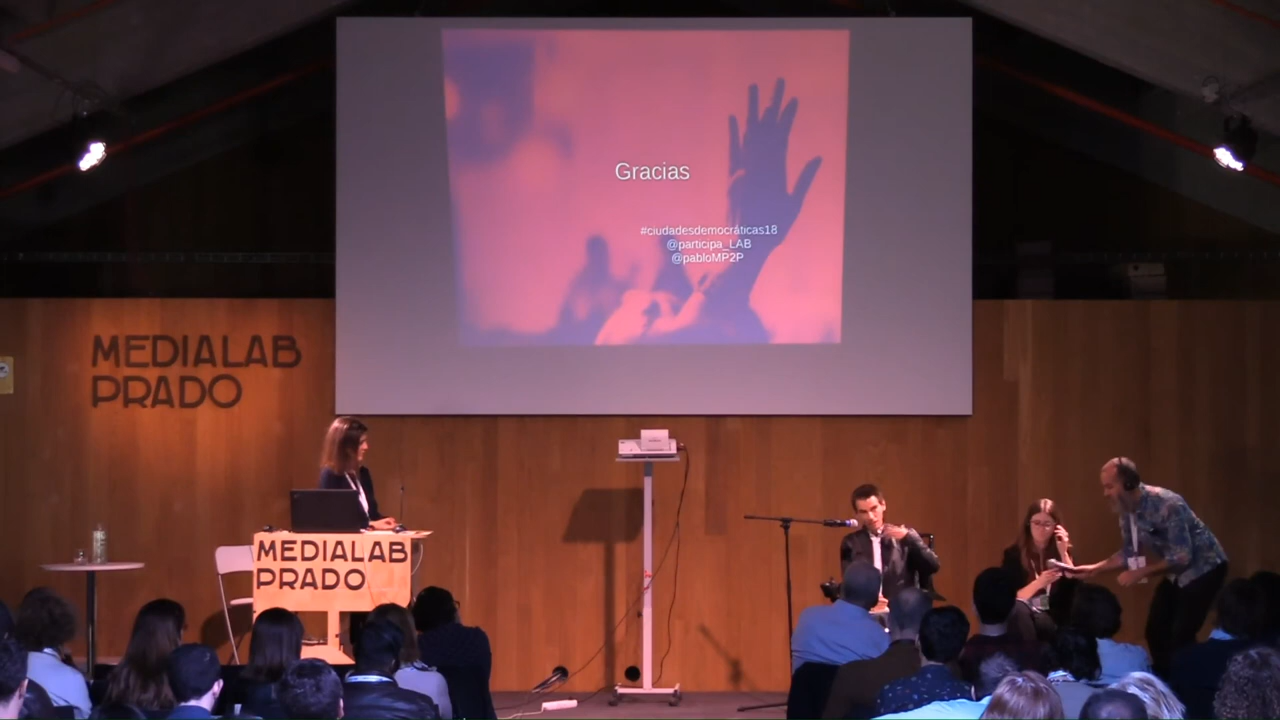 Gracias
#ciudadesdemocráticas18
@participa_LAB
@pabloMP2P
MEDIALAB
PRADO
MEDIALAB
PRADO